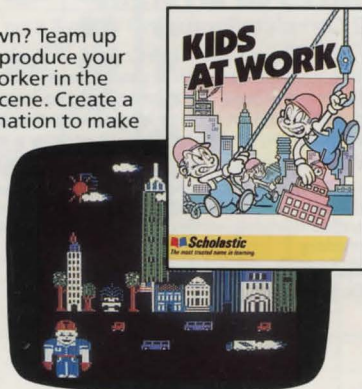 wn? Team up
produce your
orker in the
cene. Create a
nation to make
KIDS
AT WORK
Scholastic
The most trusted name in learning.